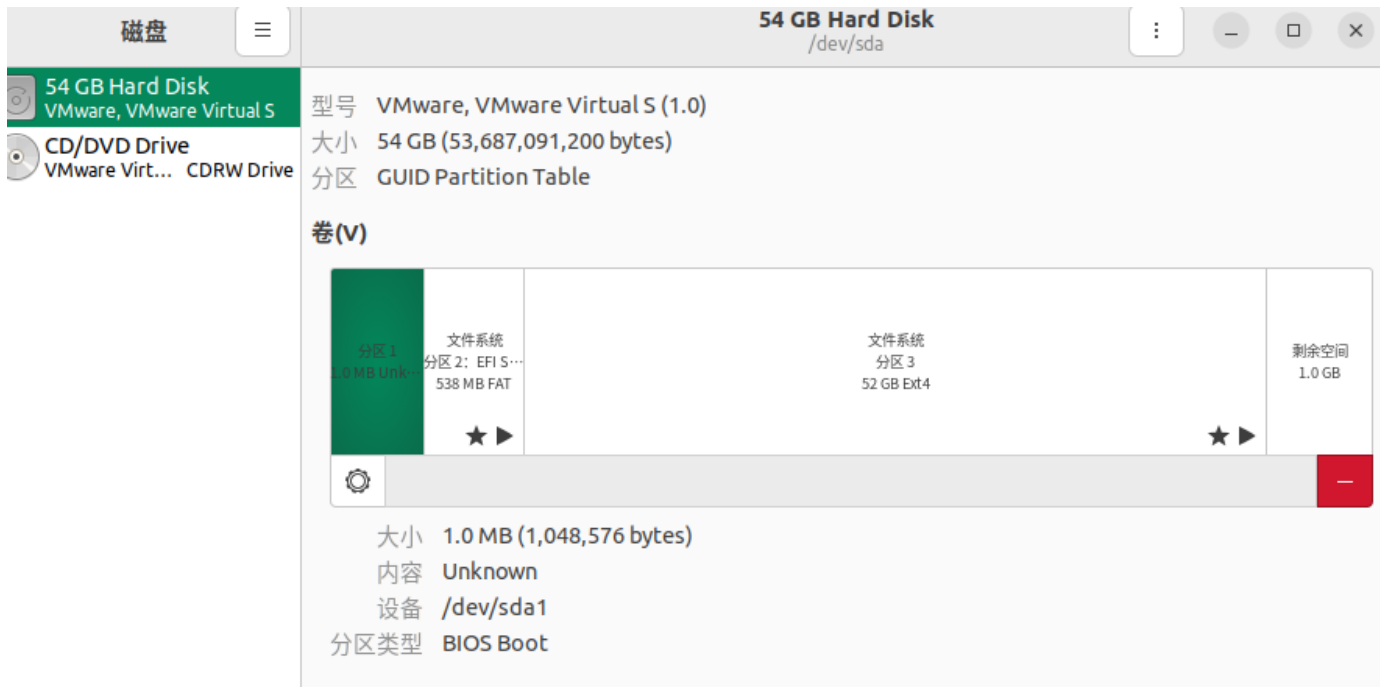 磁盘
54 GB Hard Disk
/dev/sda
54 GB Hard Disk
VMware, VMware Virtual S
CD/DVD Drive
VMware Virt… CDRW Drive
型号 VMware, VMware Virtual S (1.0)
大小 54 GB (53,687,091,200 bytes)
分区 GUID Partition Table
卷(V)
分区 1
1.0 MB Unk…
文件系统
分区 2：EFI S…
538 MB FAT
文件系统
分区 3
52 GB Ext4
剩余空间
1.0 GB
大小 1.0 MB (1,048,576 bytes)
内容 Unknown
设备 /dev/sda1
分区类型 BIOS Boot